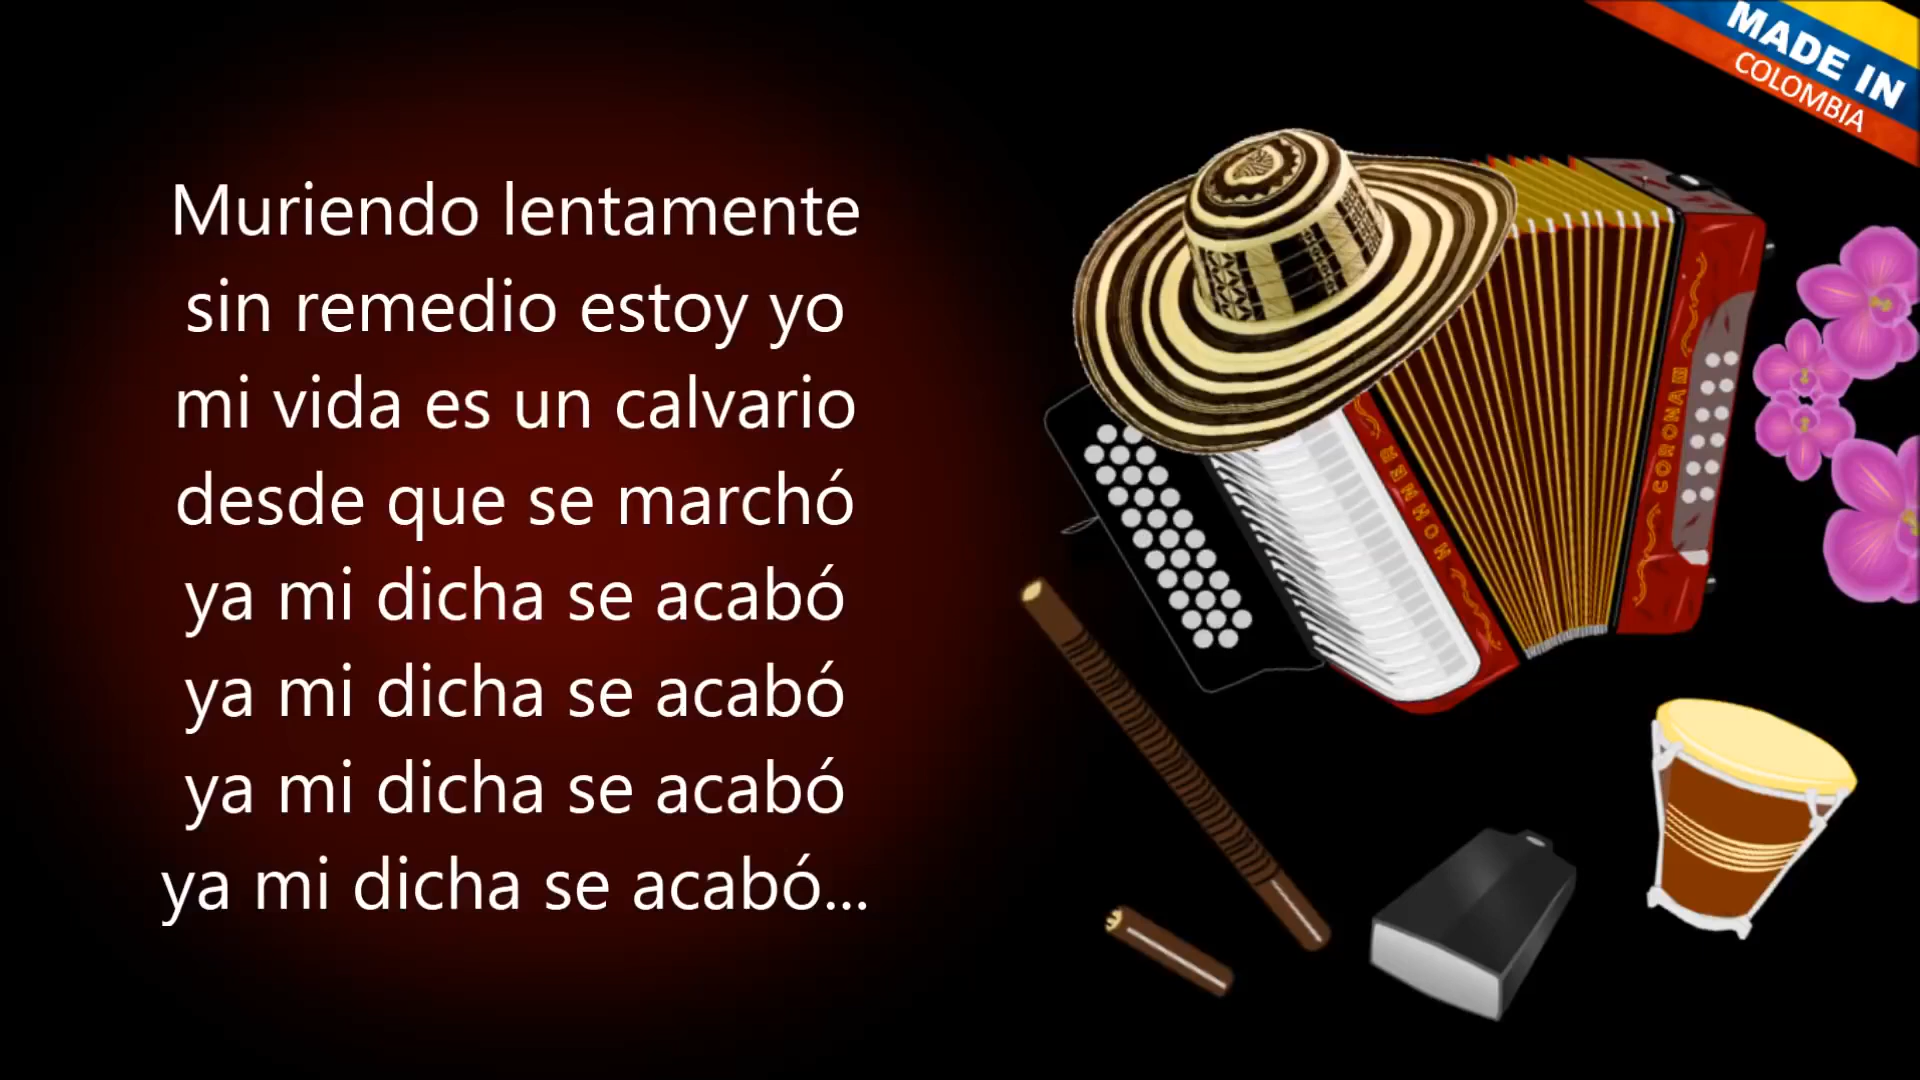 MADE IN
COLOMBIA
Muriendo lentamente
sin remedio estoy yo
mi vida es un calvario
desde que se marchó
ya mi dicha se acabó
ya mi dicha se acabó
ya mi dicha se acabó
ya mi dicha se acabó...
CORONA III